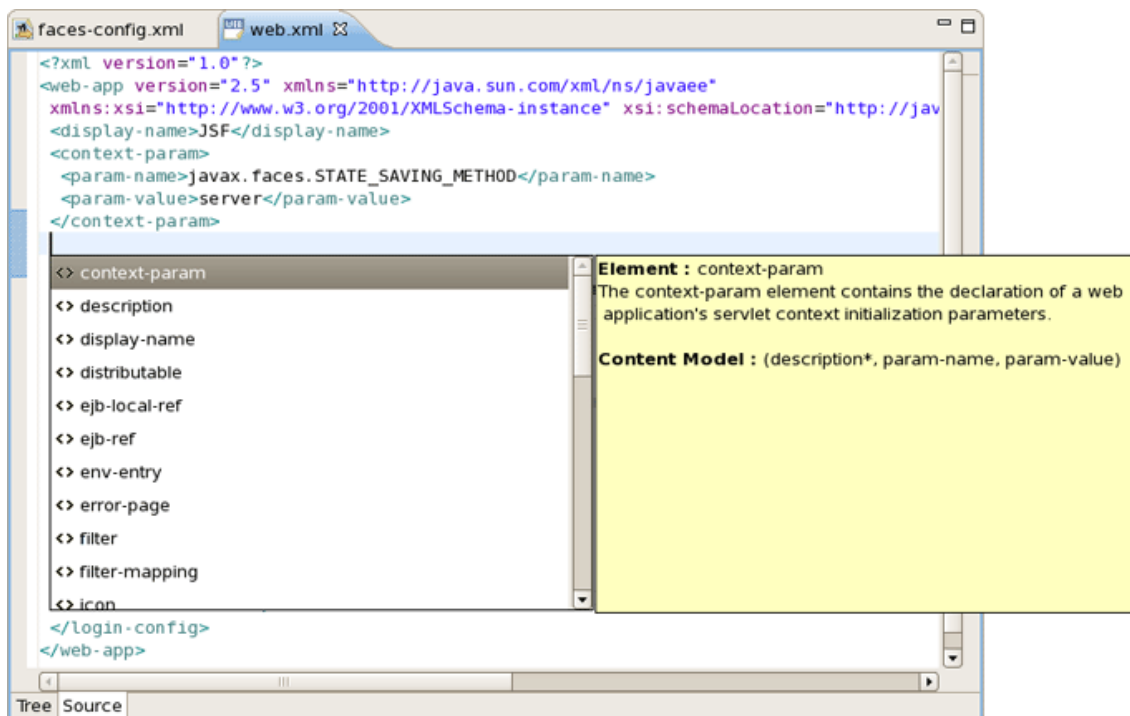 faces-config.xml
web.xml
<?xml version="1.0"?>
<web-app version="2.5" xmlns="http://java.sun.com/xml/ns/javaee"
xmlns:xsi="http://www.w3.org/2001/XMLSchema-instance" xsi:schemaLocation="http://jav
<display-name>JSF</display-name>
<context-param>
<param-name>javax.faces.STATE_SAVING_METHOD</param-name>
<param-value>server</param-value>
</context-param>
<> context-param
<> description
<> display-name
<> distributable
<> ejb-local-ref
<> ejb-ref
<> env-entry
<> error-page
<> filter
<> filter-mapping
<> icon
Element : context-param
The context-param element contains the declaration of a web
application's servlet context initialization parameters.
Content Model : (description*, param-name, param-value)
</login-config>
</web-app>
Tree Source